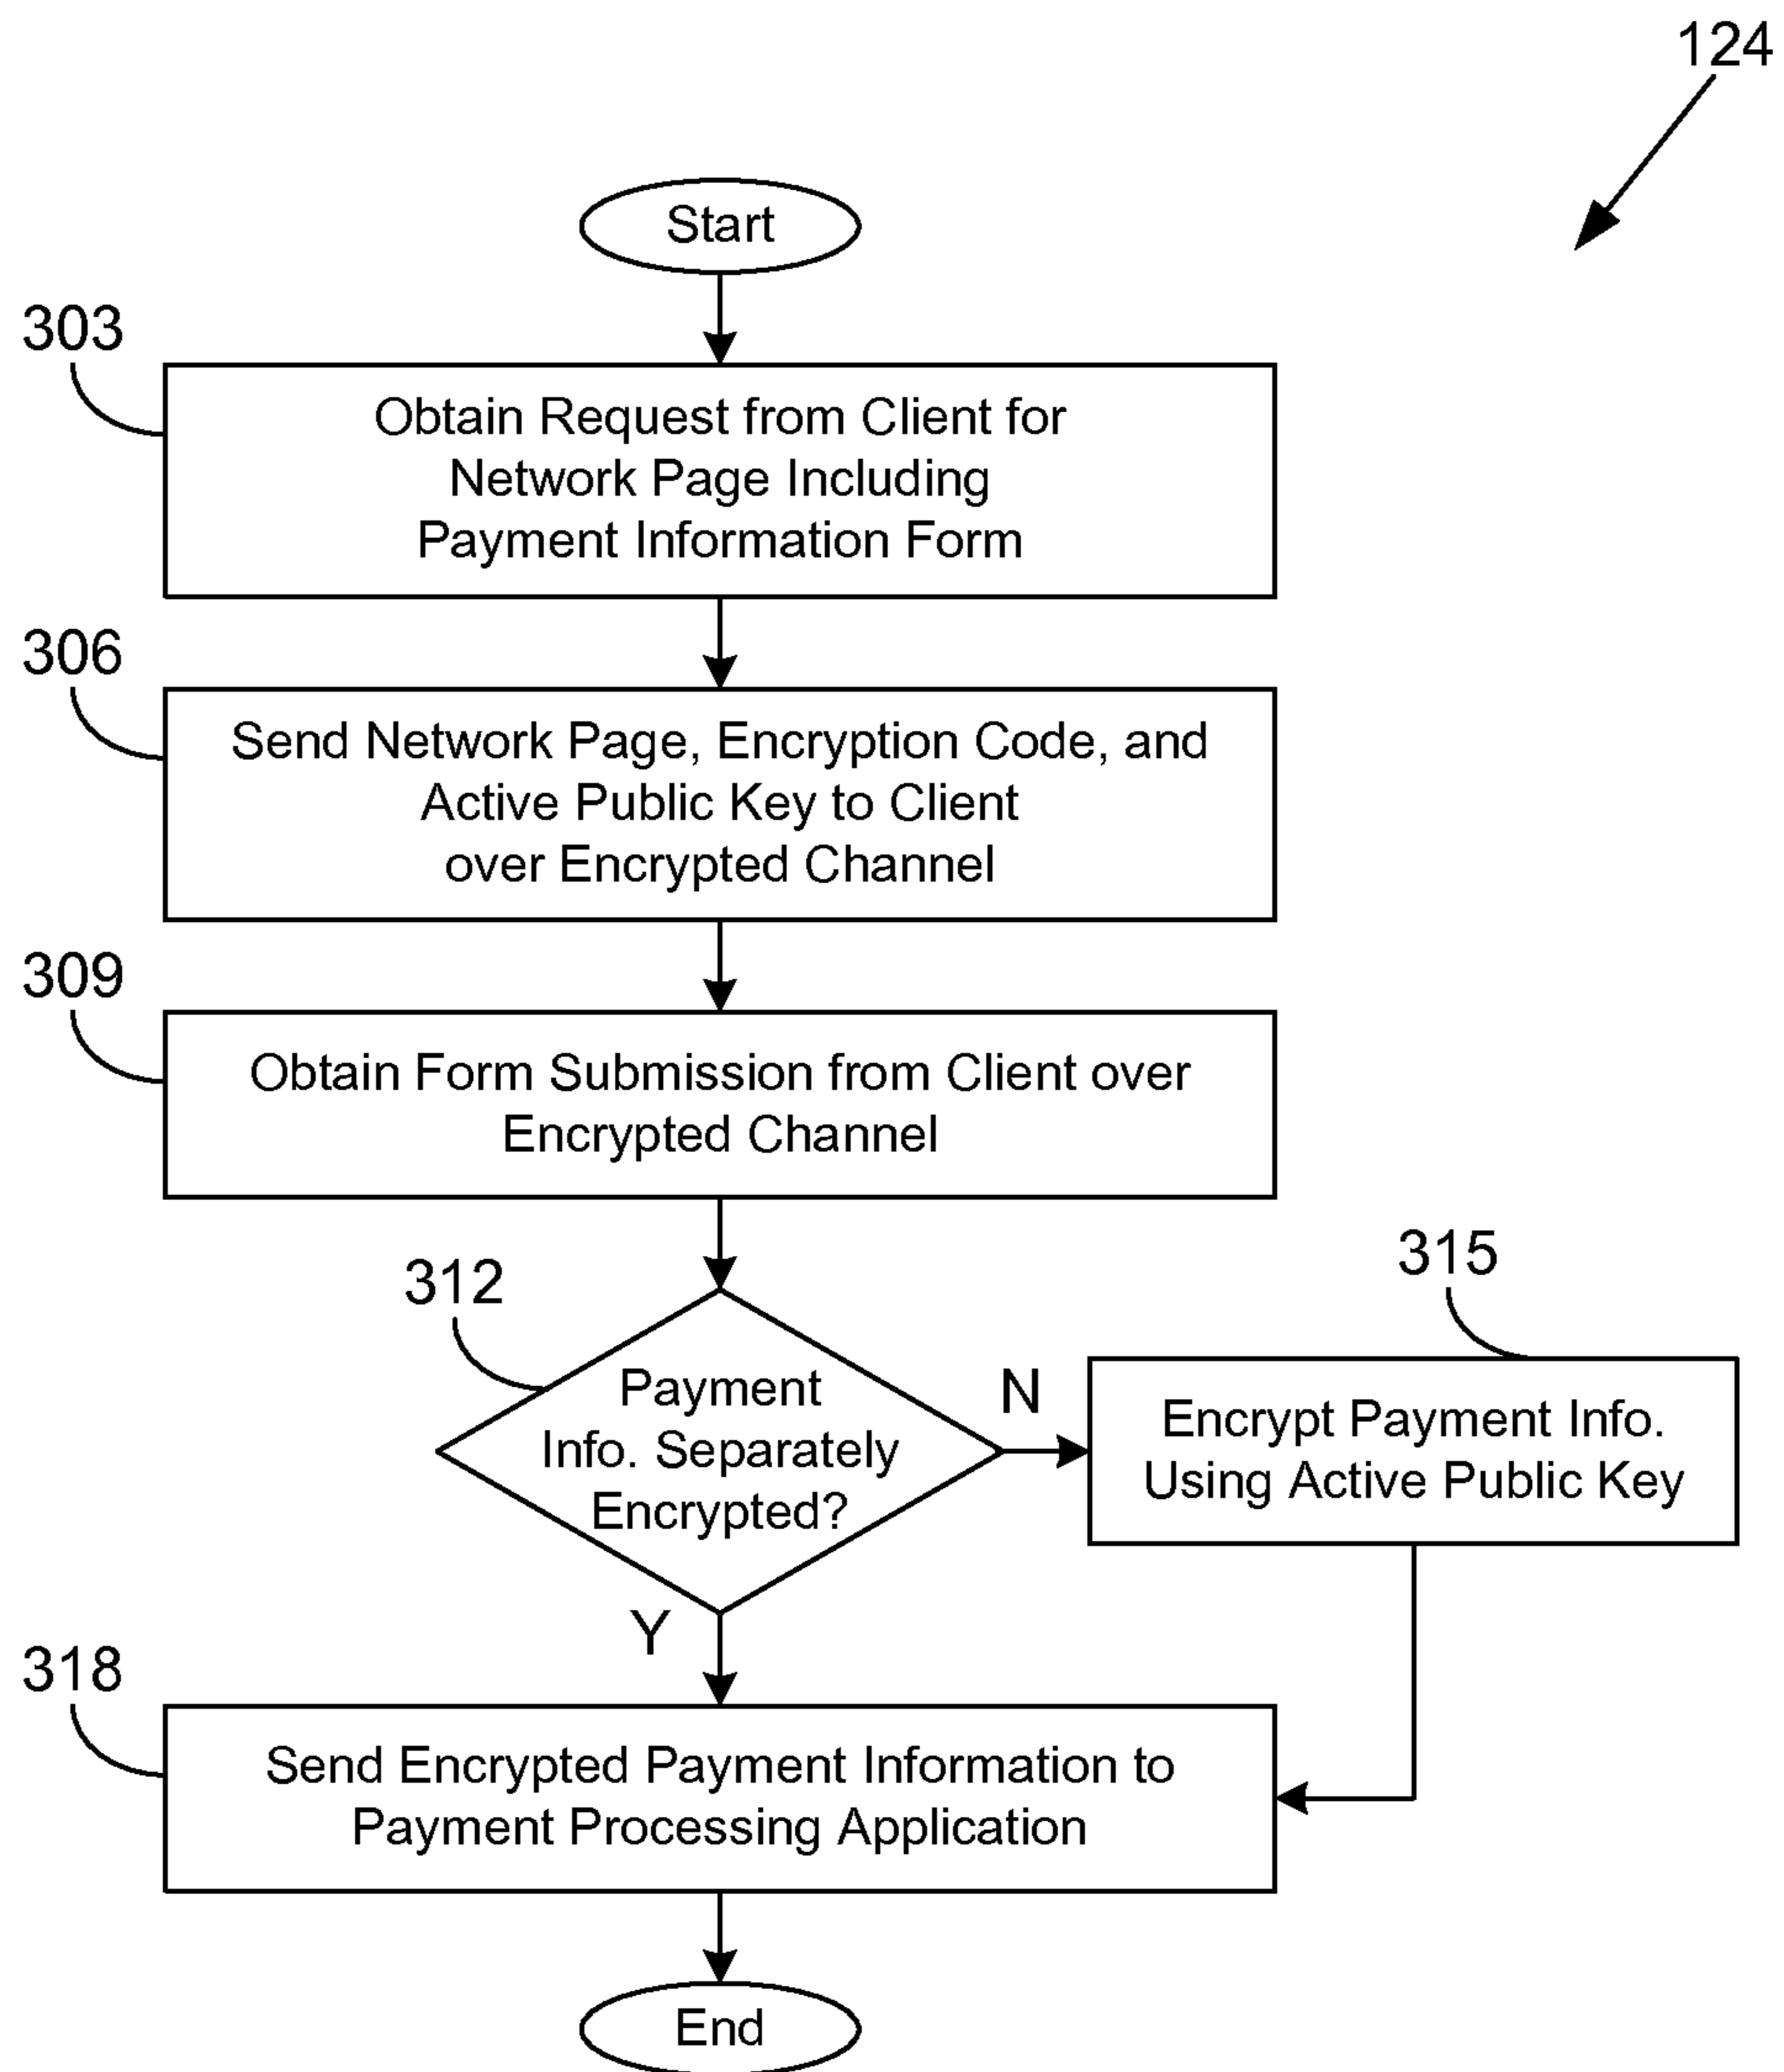 124
Start
303
Obtain Request from Client for
Network Page Including
Payment Information Form
306
Send Network Page, Encryption Code, and
Active Public Key to Client
over Encrypted Channel
309
Obtain Form Submission from Client over
Encrypted Channel
312
Payment
Info. Separately
Encrypted?
N
315
Encrypt Payment Info.
Using Active Public Key
Y
318
Send Encrypted Payment Information to
Payment Processing Application
End